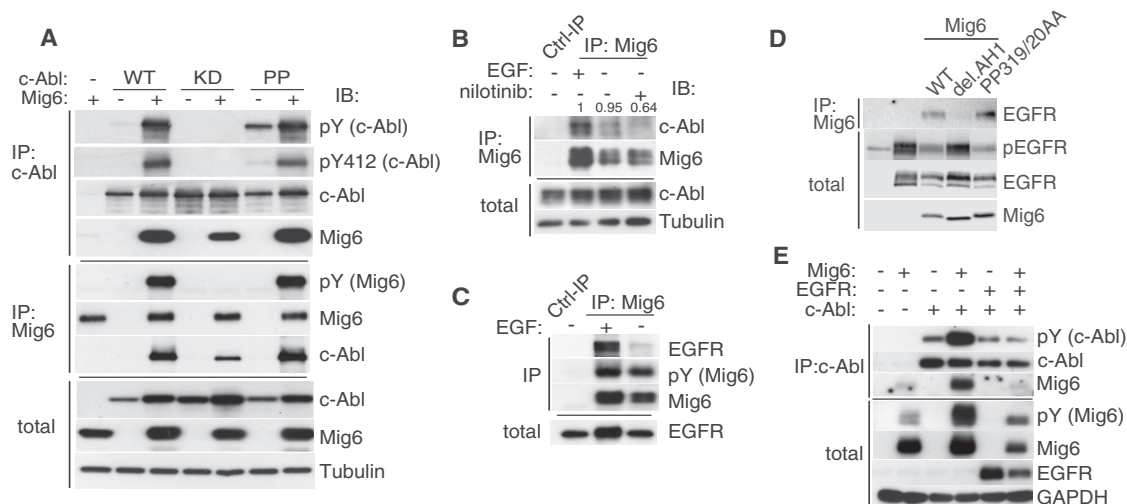 A
c-Abl: - WT KD PP
Mig6: + - + - + - + IB:
IP: c-Abl
pY (c-Abl)
pY412 (c-Abl)
c-Abl
Mig6
IP: Mig6
pY (Mig6)
Mig6
c-Abl
total
c-Abl
Mig6
Tubulin
B
Ctrl-IP IP: Mig6
EGF: - + - -
nilotinib: - - - + IB:
1 0.95 0.64
IP: Mig6
c-Abl
Mig6
total
c-Abl
Tubulin
C
Ctrl-IP IP: Mig6
EGF: - + -
IP
EGFR
pY (Mig6)
Mig6
total EGFR
D
Mig6
- - WT del.AH1 PP319/20AA
IP: Mig6
EGFR
total
pEGFR
EGFR
Mig6
E
Mig6: - + - + - +
EGFR: - - - - + +
c-Abl: - - + + + +
IP:c-Abl
pY (c-Abl)
c-Abl
Mig6
total
pY (Mig6)
Mig6
EGFR
GAPDH